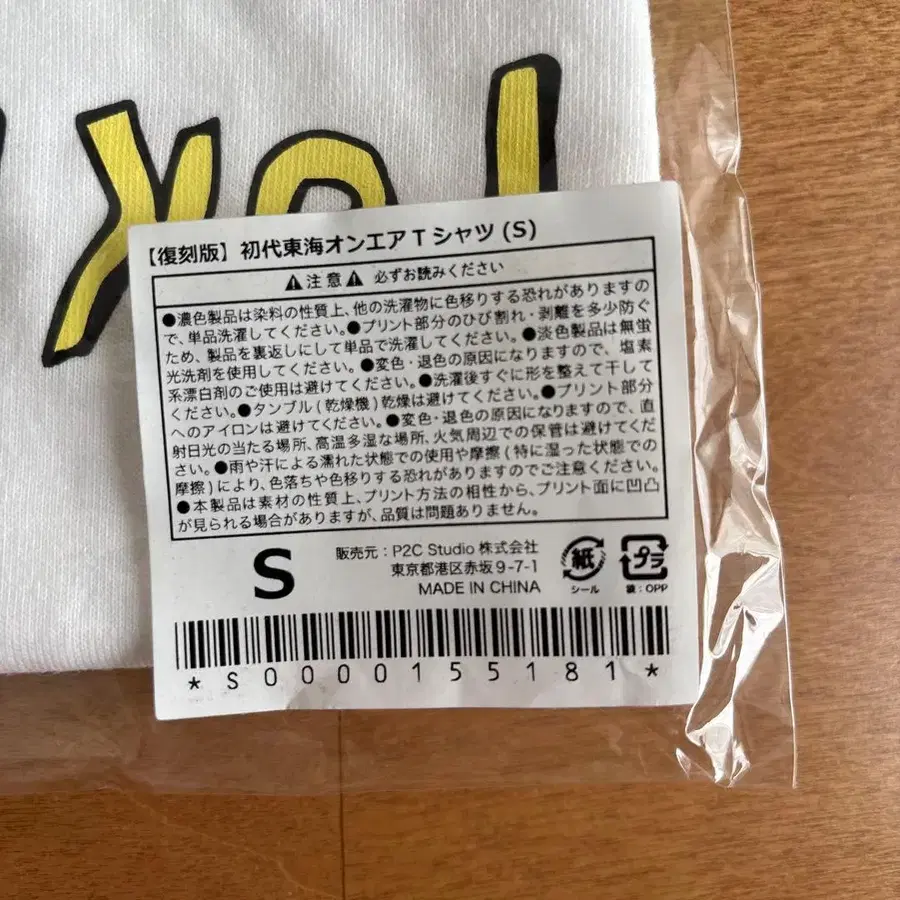 【復刻版】初代東海オンエアTシャツ(S)
⚠注意⚠ 必ずお読みください
●濃色製品は染料の性質上、他の洗濯物に色移りする恐れがありますの
で、単品洗濯してください。●プリント部分のひび割れ・剥離を多少防ぐ
ため、製品を裏返しにして単品で洗濯してください。●淡色製品は無蛍
光洗剤を使用してください。●変色・退色の原因になりますので、塩素
系漂白剤のご使用は避けてください。●洗濯後すぐに形を整えて干して
ください。●タンブル(乾燥機)乾燥は避けてください。●プリント部分
へのアイロンは避けてください。●変色・退色の原因になりますので、直
射日光の当たる場所、高温多湿な場所、火気周辺での保管は避けてくだ
さい。●雨や汗による濡れた状態での使用や摩擦(特に湿った状態での
摩擦)により、色落ちや色移りする恐れがありますのでご注意ください。
●本製品は素材の性質上、プリント方法の相性から、プリント面に凹凸
が見られる場合がありますが、品質は問題ありません。
S
販売元:P2C Studio株式会社
東京都港区赤坂9-7-1
MADE IN CHINA
紙
シール
プラ
袋:OPP
*S0000155181*